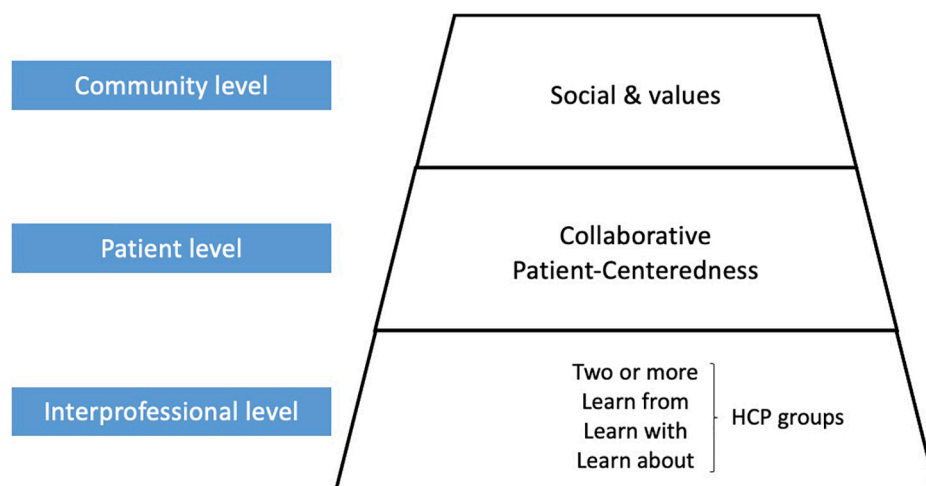 Community level
Social & values
Patient level
Collaborative
Patient-Centeredness
Interprofessional level
Two or more
Learn from
Learn with
Learn about
HCP groups